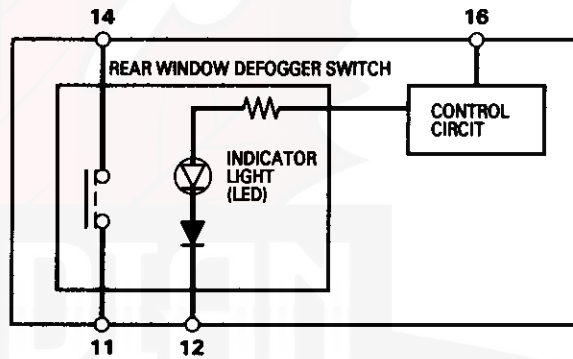 14
16
REAR WINDOW DEFOGGER SWITCH
CONTROL
CIRCIT
INDICATOR
LIGHT
(LED)
11
12